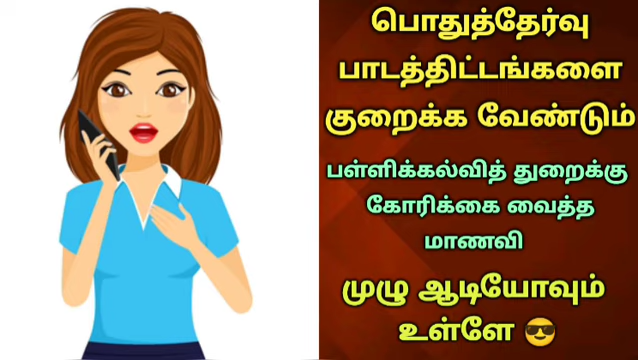 பொதுத்தேர்வு
பாடத்திட்டங்களை
குறைக்க வேண்டும்
பள்ளிக்கல்வித் துறைக்கு
கோரிக்கை வைத்த
மாணவி
முழு ஆடியோவும்
உள்ளே 😎